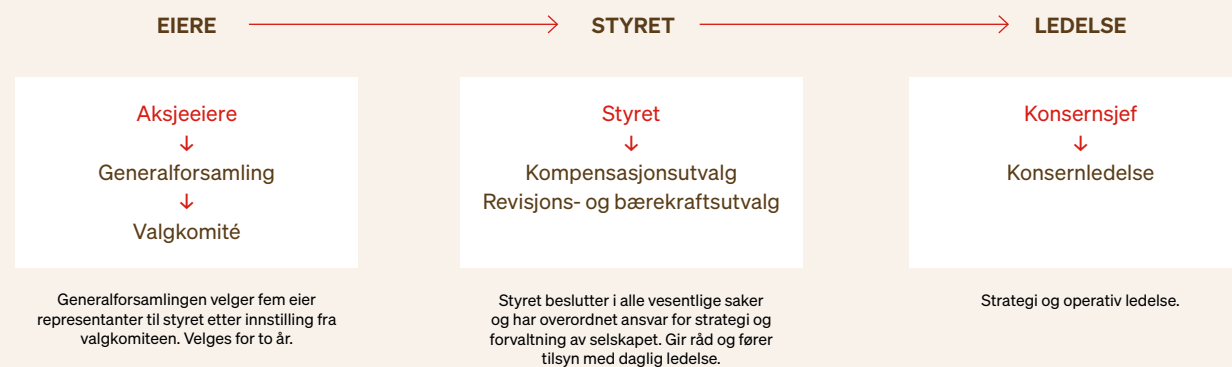 EIERE
STYRET
LEDELSE
Aksjeeiere
Generalforsamling
Valgkomité
Generalforsamlingen velger fem eier
representanter til styret etter innstilling fra
valgkomiteen. Velges for to år.
Styret
Kompensasjonsutvalg
Revisjons- og bærekraftsutvalg
Styret beslutter i alle vesentlige saker
og har overordnet ansvar for strategi og
forvaltning av selskapet. Gir råd og fører
tilsyn med daglig ledelse.
Konsernsjef
Konsernledelse
Strategi og operativ ledelse.